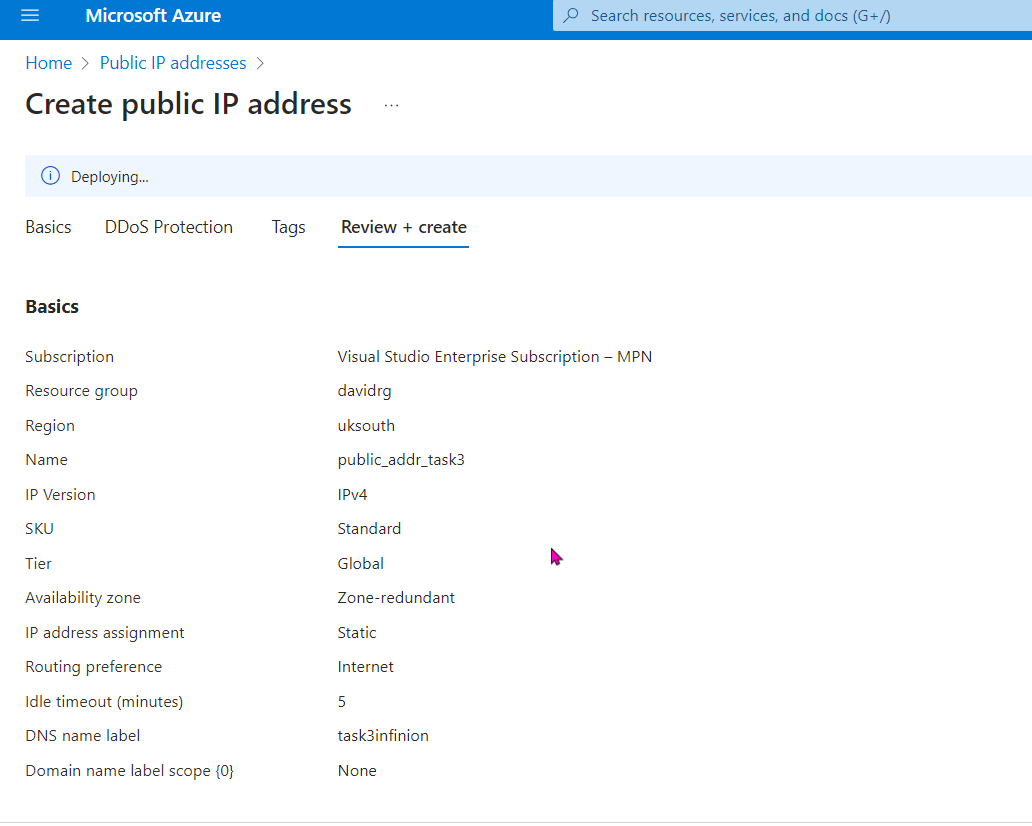 Microsoft Azure
Search resources, services, and docs (G+/)
Home > Public IP addresses >
Create public IP address ...
Deploying...
Basics DDoS Protection Tags Review + create
Basics
Subscription Visual Studio Enterprise Subscription – MPN
Resource group davidrg
Region uksouth
Name public_addr_task3
IP Version IPv4
SKU Standard
Tier Global
Availability zone Zone-redundant
IP address assignment Static
Routing preference Internet
Idle timeout (minutes) 5
DNS name label task3infinion
Domain name label scope {0} None